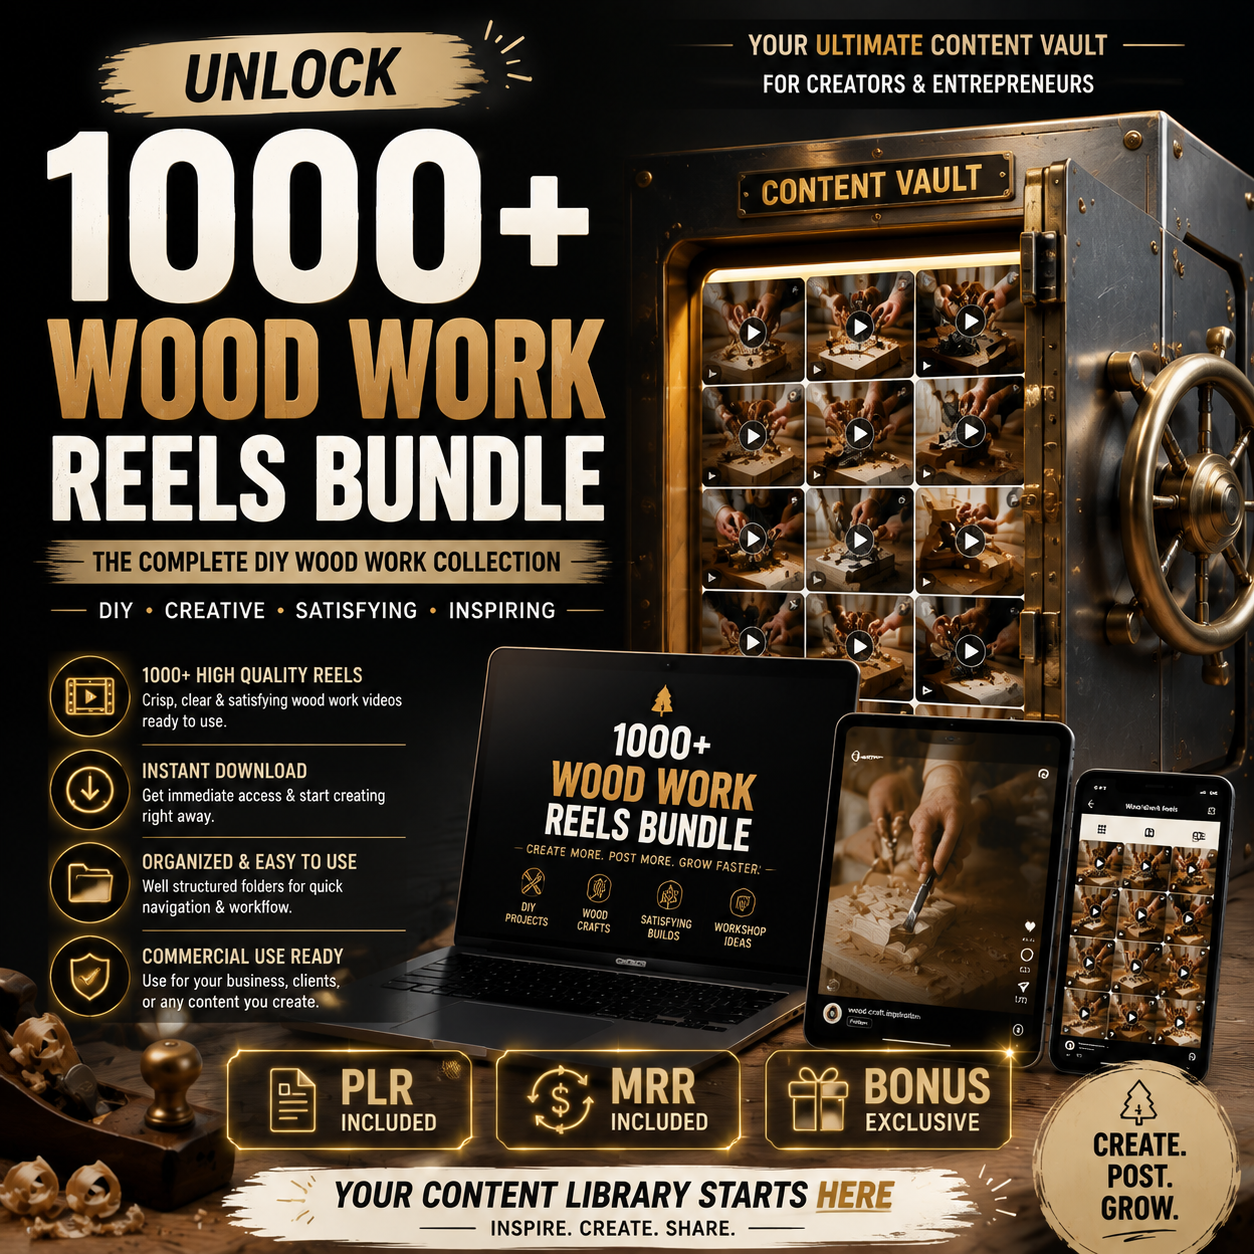 UNLOCK
1000+
WOOD WORK
REELS BUNDLE
THE COMPLETE DIY WOOD WORK COLLECTION
DIY • CREATIVE • SATISFYING • INSPIRING
YOUR ULTIMATE CONTENT VAULT
FOR CREATORS & ENTREPRENEURS
CONTENT VAULT
1000+ HIGH QUALITY REELS
Crisp, clear & satisfying wood work videos
ready to use.
INSTANT DOWNLOAD
Get immediate access & start creating
right away.
ORGANIZED & EASY TO USE
Well structured folders for quick
navigation & workflow.
COMMERCIAL USE READY
Use for your business, clients,
or any content you create.
1000+
WOOD WORK
REELS BUNDLE
CREATE MORE. POST MORE. GROW FASTER.
DIY
PROJECTS
WOOD
CRAFTS
SATISFYING
BUILDS
WORKSHOP
IDEAS
wood craft
Reels
PLR
INCLUDED
MRR
INCLUDED
BONUS
EXCLUSIVE
YOUR CONTENT LIBRARY STARTS HERE
INSPIRE. CREATE. SHARE.
CREATE.
POST.
GROW.